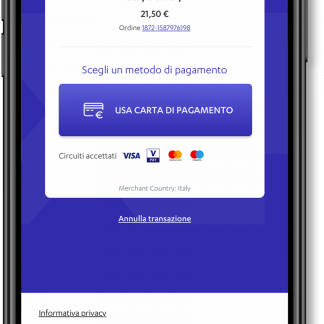 21,50 €
Ordine 1872-1587976198
Scegli un metodo di pagamento
USA CARTA DI PAGAMENTO
Circuiti accettati VISA V PAY
Merchant Country: Italy
Annulla transazione
Informativa privacy